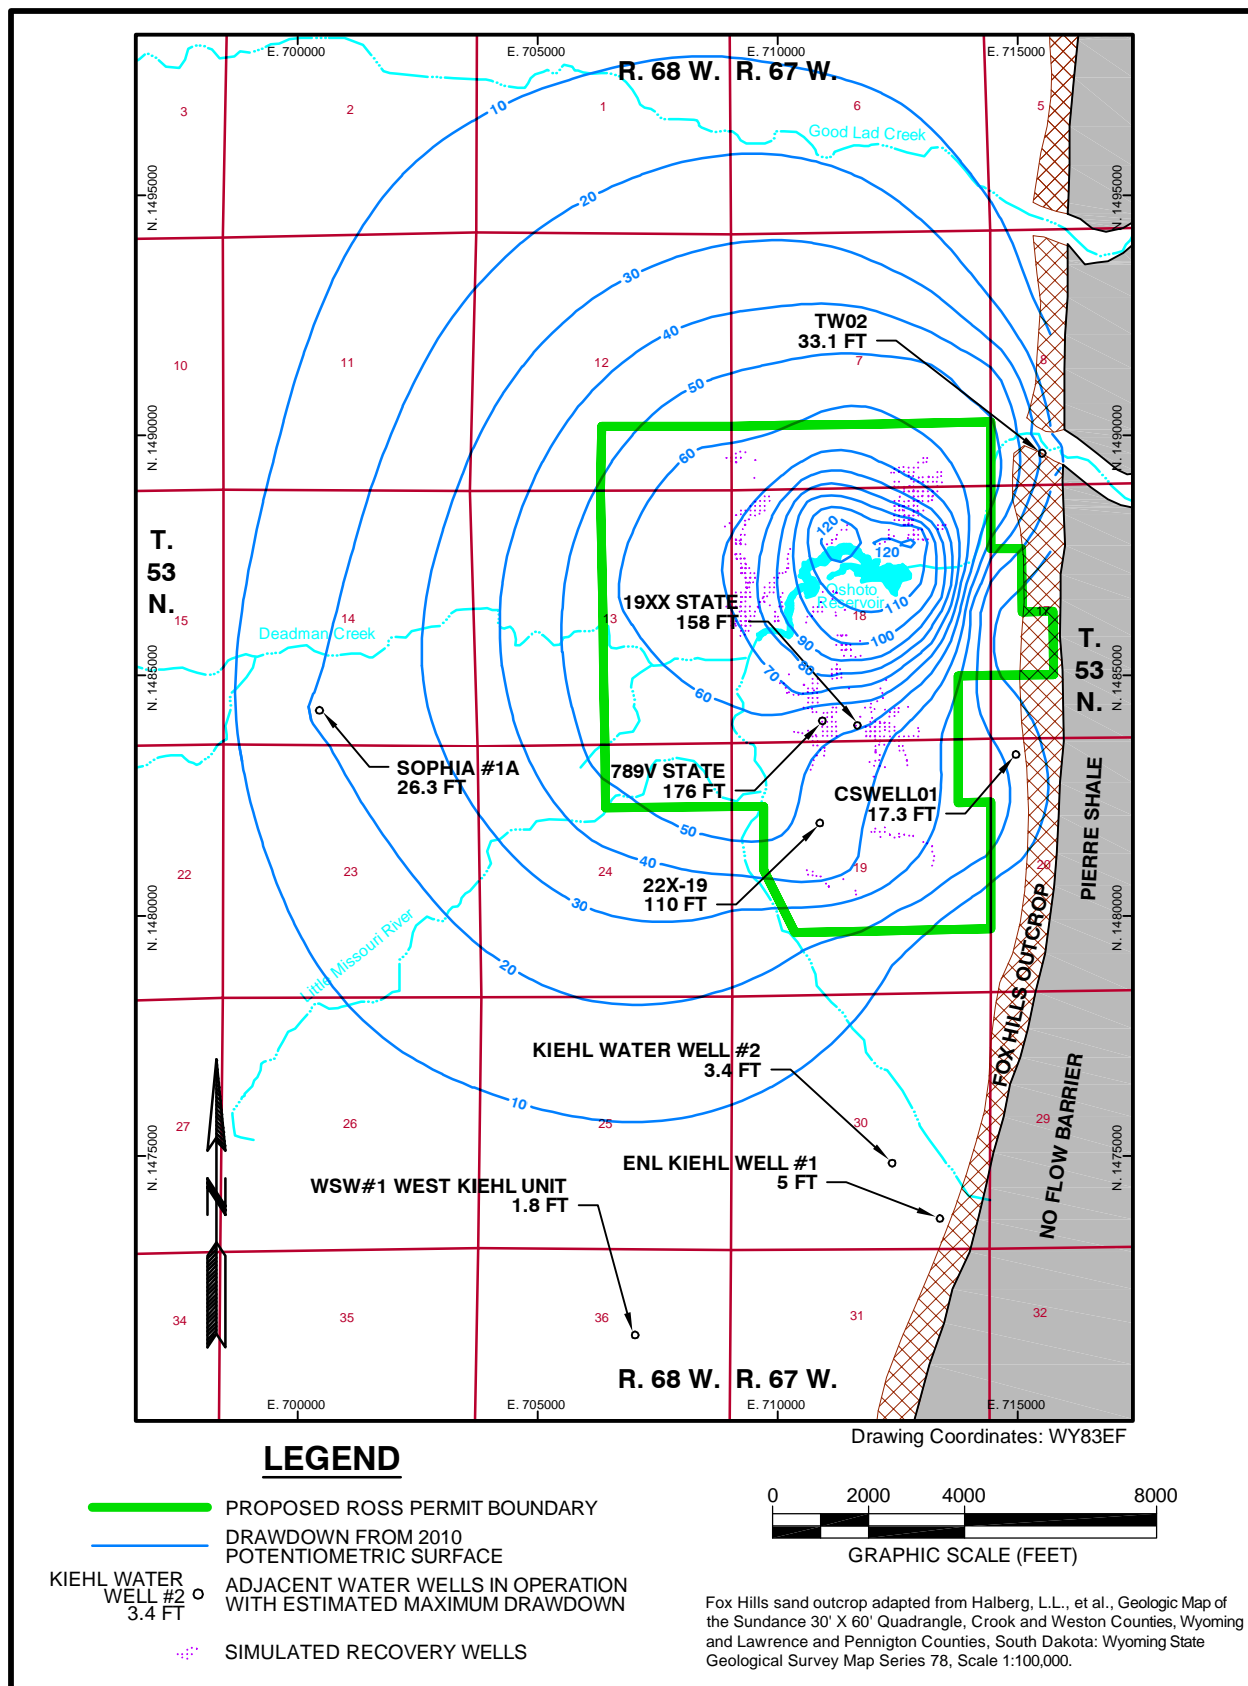 E. 700000
E. 705000
E. 710000
E. 715000
R. 68 W.
R. 67 W.
3
2
1
6
5
10
Good Lad Creek
N. 1495000
N. 1495000
20
30
TW02
33.1 FT
40
10
11
12
7
8
50
N. 1490000
N. 1490000
60
T.
53
N.
120
120
Oshoto
Reservoir
110
19XX STATE
158 FT
15
14
13
18
17
Deadman Creek
100
90
80
70
60
T.
53
N.
N. 1485000
N. 1485000
SOPHIA #1A
26.3 FT
789V STATE
176 FT
CSWELL01
17.3 FT
50
40
22
23
24
19
20
22X-19
110 FT
30
N. 1480000
N. 1480000
Little Missouri River
20
PIERRE SHALE
FOX HILLS OUTCROP
KIEHL WATER WELL #2
3.4 FT
10
27
26
25
30
29
N. 1475000
N. 1475000
ENL KIEHL WELL #1
5 FT
NO FLOW BARRIER
WSW#1 WEST KIEHL UNIT
1.8 FT
N
34
35
36
31
32
R. 68 W.
R. 67 W.
E. 700000
E. 705000
E. 710000
E. 715000
Drawing Coordinates: WY83EF
LEGEND
PROPOSED ROSS PERMIT BOUNDARY
DRAWDOWN FROM 2010
POTENTIOMETRIC SURFACE
KIEHL WATER
WELL #2
3.4 FT
ADJACENT WATER WELLS IN OPERATION
WITH ESTIMATED MAXIMUM DRAWDOWN
SIMULATED RECOVERY WELLS
0
2000
4000
8000
GRAPHIC SCALE (FEET)
Fox Hills sand outcrop adapted from Halberg, L.L., et al., Geologic Map of
the Sundance 30' X 60' Quadrangle, Crook and Weston Counties, Wyoming
and Lawrence and Pennigton Counties, South Dakota: Wyoming State
Geological Survey Map Series 78, Scale 1:100,000.